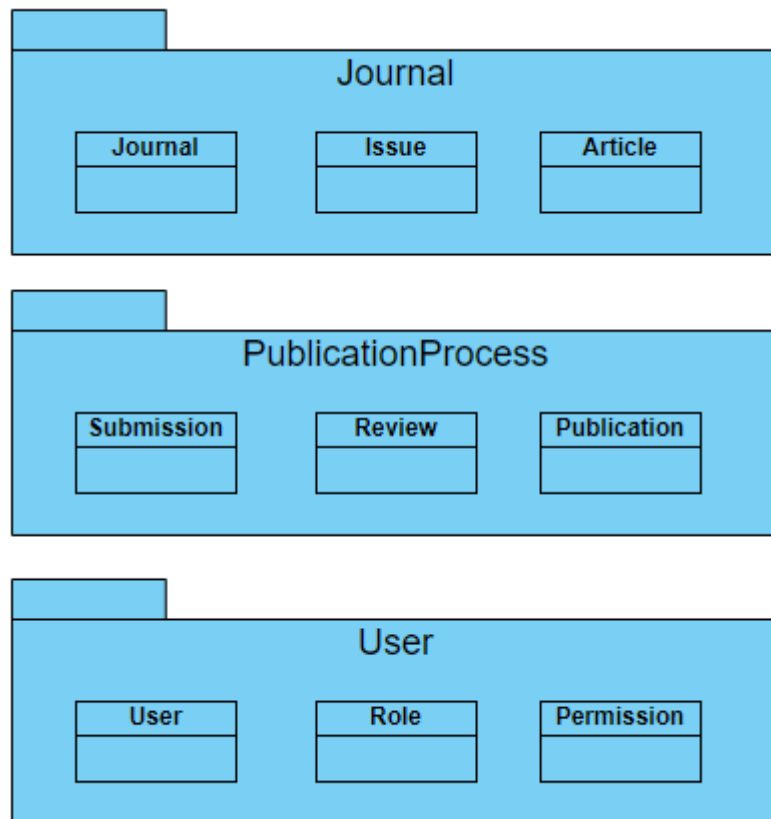 Journal
Journal Issue Article
PublicationProcess
Submission Review Publication
User
User Role Permission